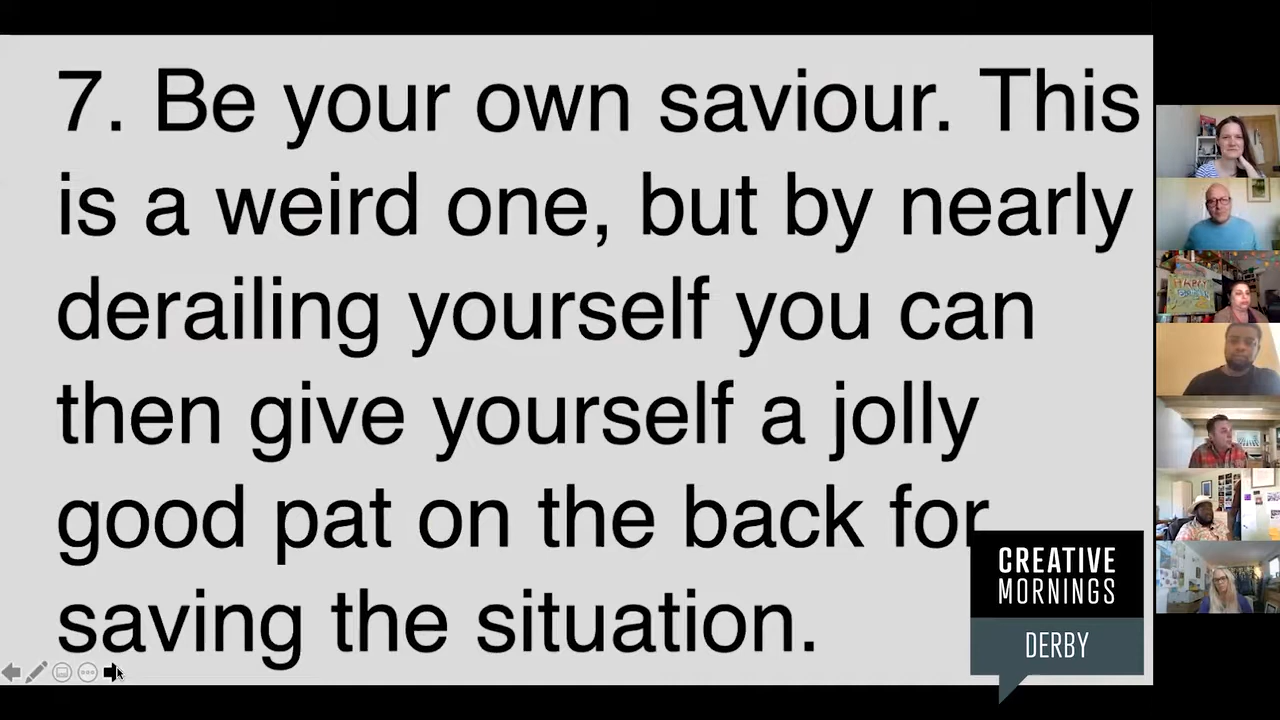 7. Be your own saviour. This
is a weird one, but by nearly
derailing yourself you can
then give yourself a jolly
good pat on the back for
saving the situation.
CREATIVE
MORNINGS
DERBY
HAPPY